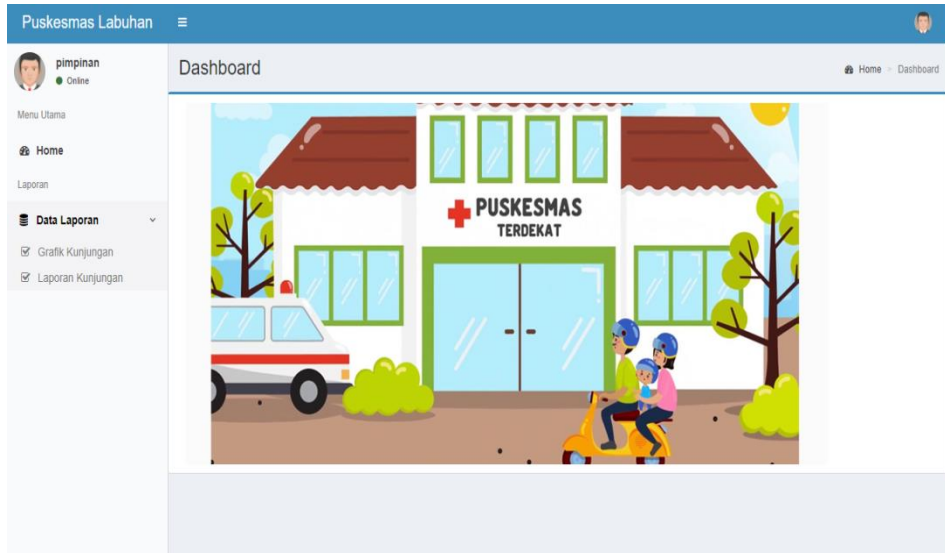 Puskesmas Labuhan
pimpinan
Online
Dashboard
Home > Dashboard
Menu Utama
Home
Laporan
Data Laporan
Grafik Kunjungan
Laporan Kunjungan
PUSKESMAS
TERDEKAT